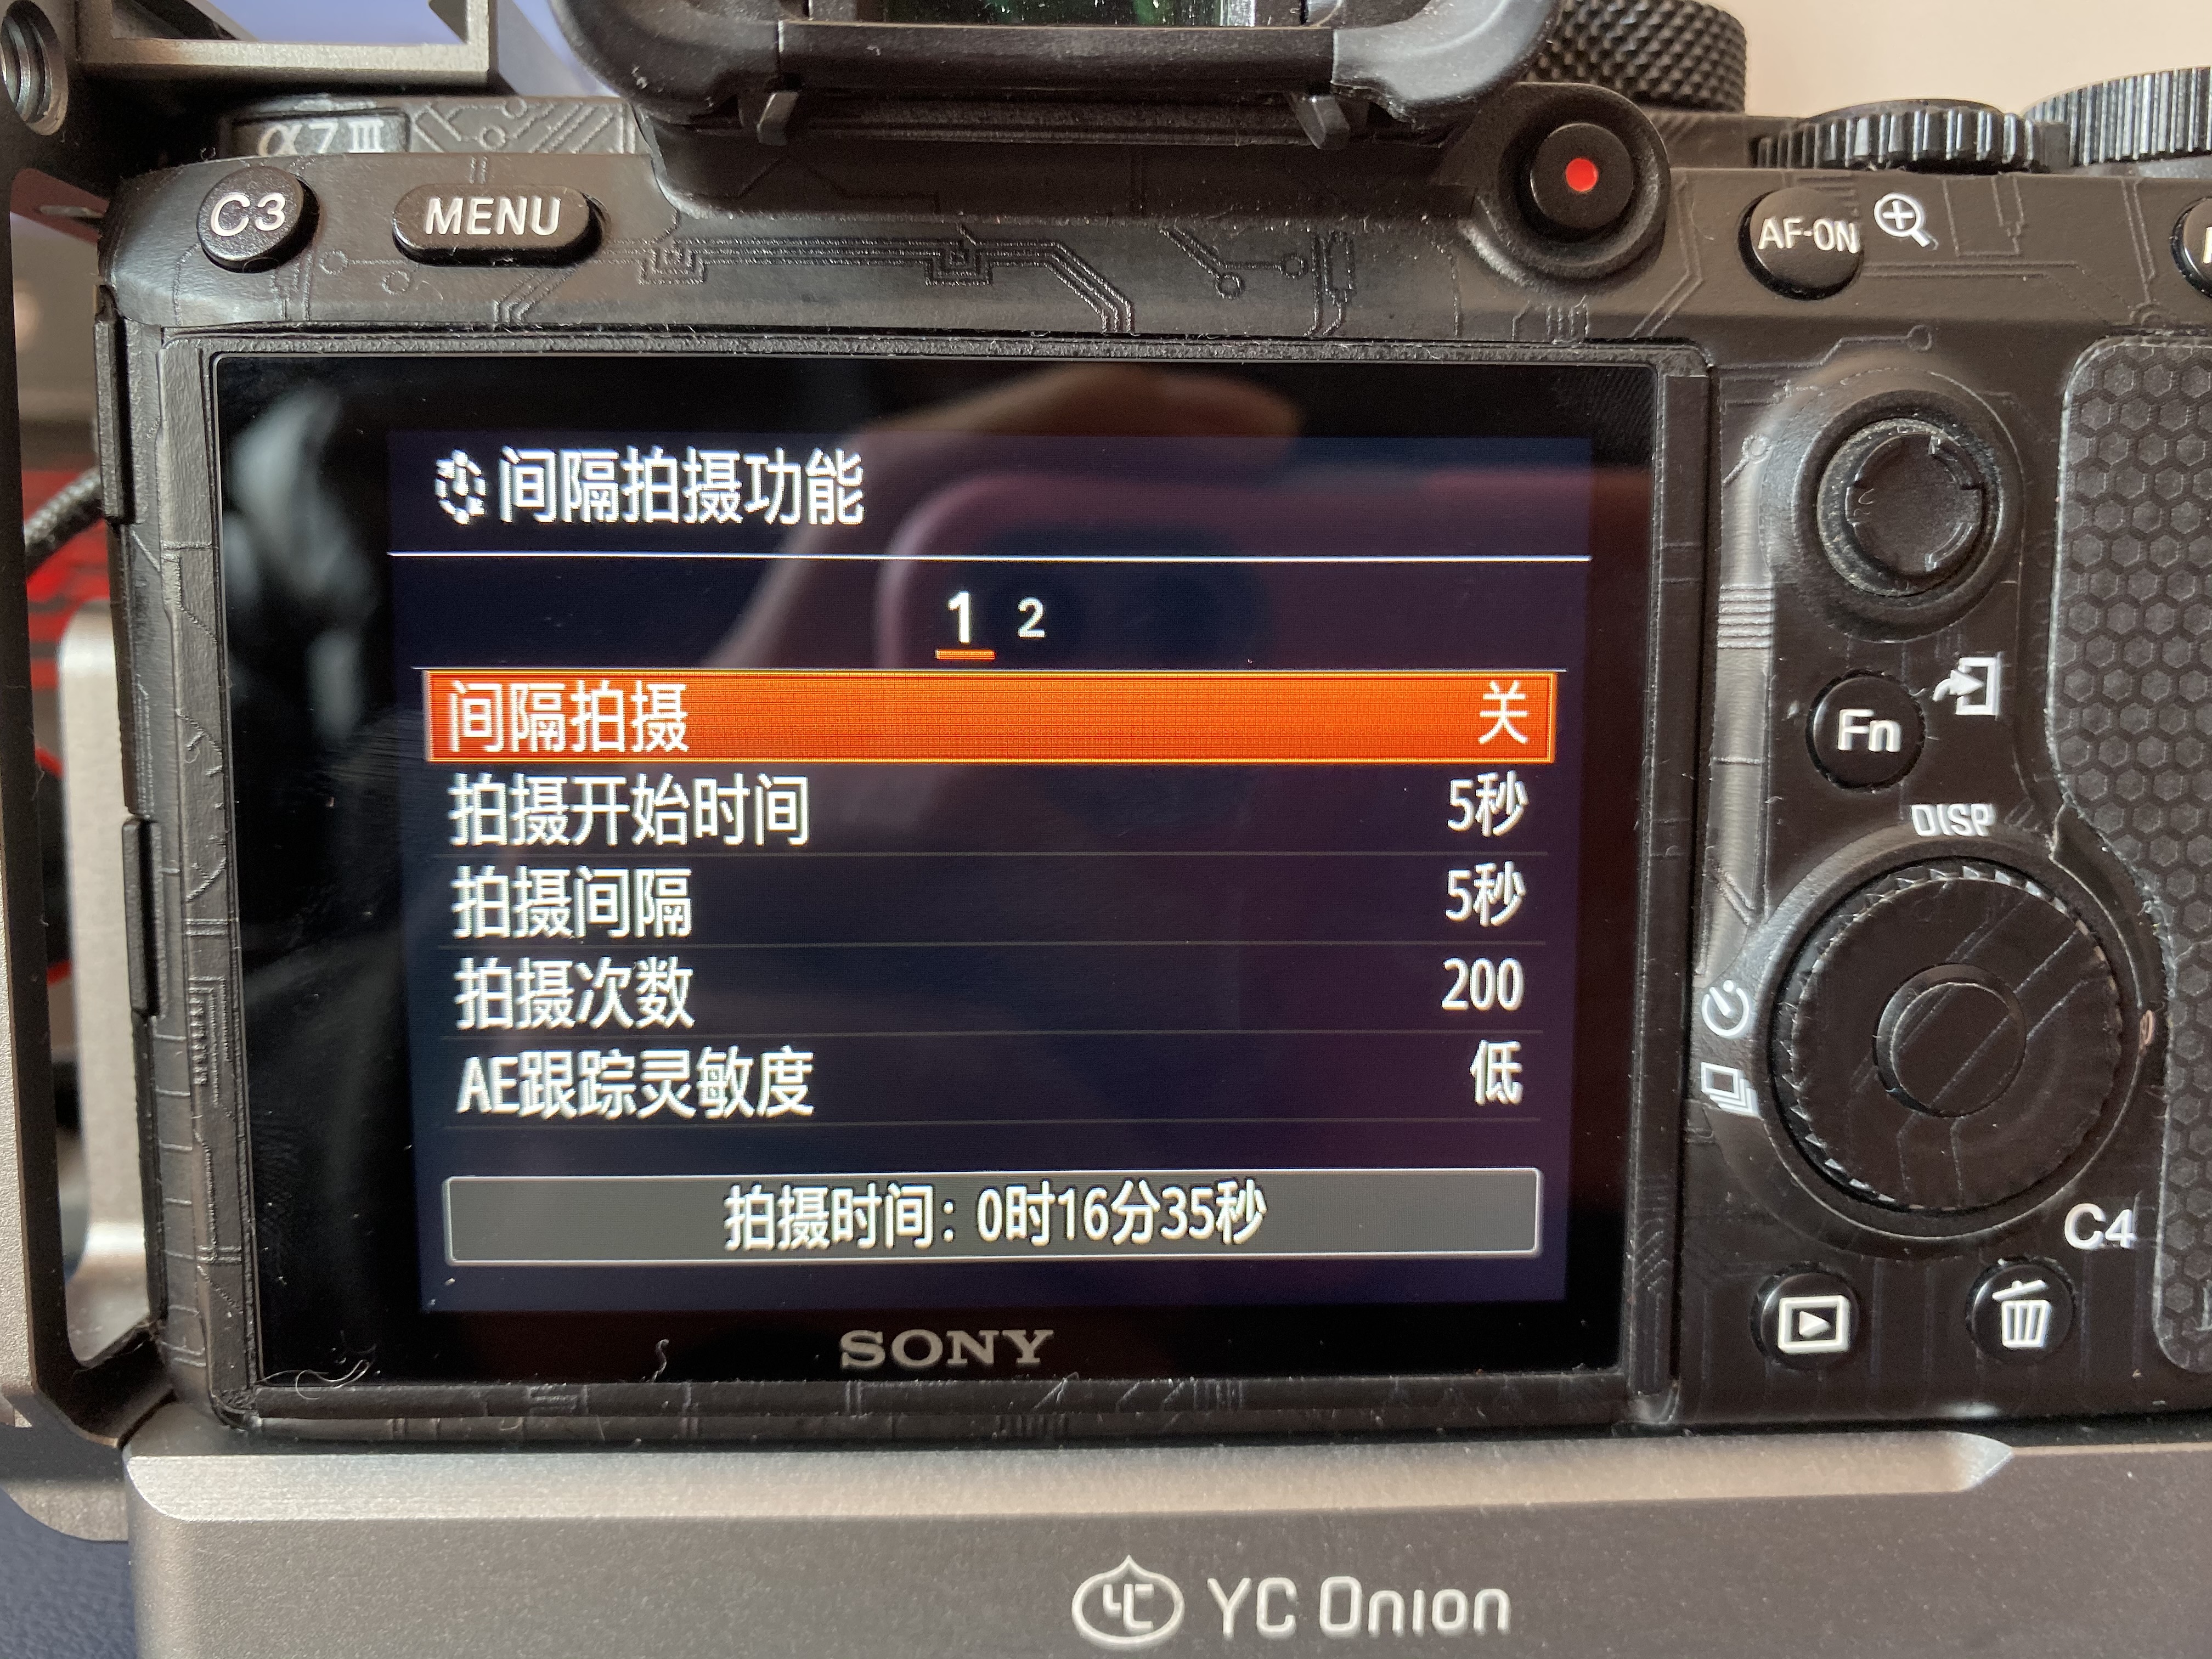 α7III
C3
MENU
AF-ON
间隔拍摄功能
1 2
间隔拍摄 关
拍摄开始时间 5秒
拍摄间隔 5秒
拍摄次数 200
AE跟踪灵敏度 低
拍摄时间：0时16分35秒
SONY
Fn
DISP
C4
YC Onion